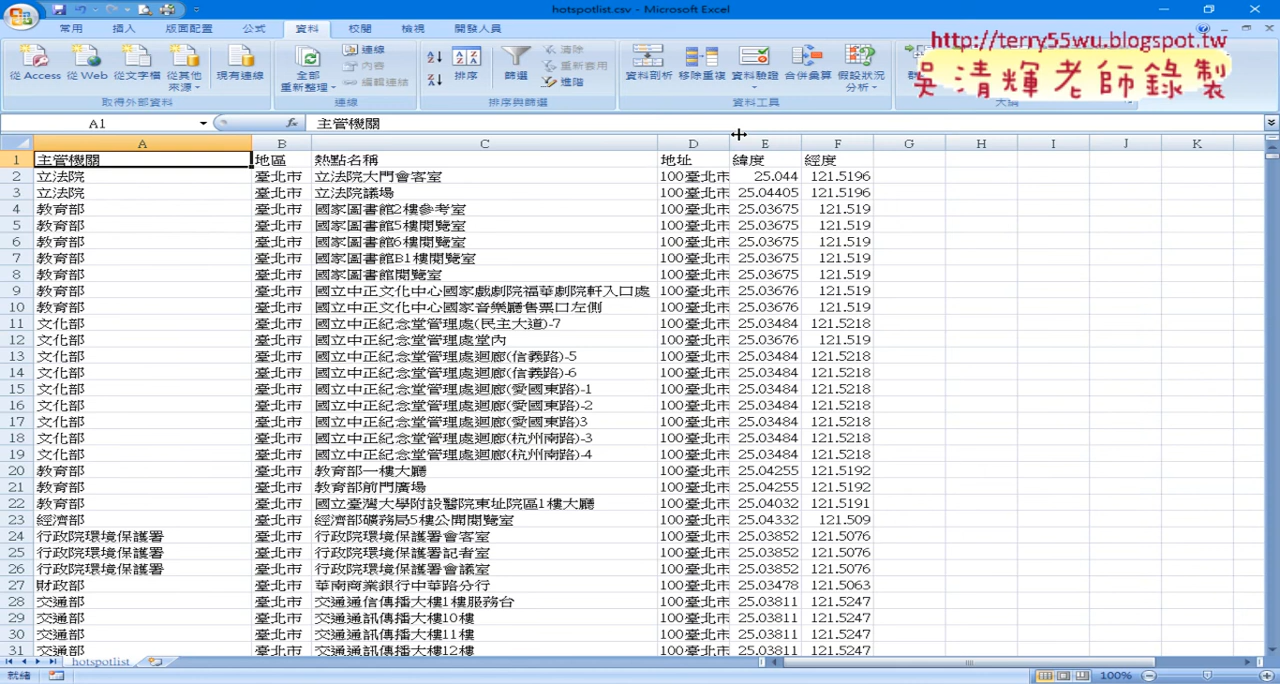 hotspotlist.csv - Microsoft Excel
常用 插入 版面配置 公式 資料 校閱 檢視 開發人員
http://terry55wu.blogspot.tw
吳清輝老師錄製
從 Access 從 Web 從文字檔 從其他來源 現有連線 全部重新整理 連線 內容 編輯連結 排序 篩選 清除 重新套用 進階 資料剖析 移除重複 資料驗證 合併彙算 假設狀況分析
取得外部資料 連線 排序與篩選 資料工具 大綱
A1 fx 主管機關
A B C D E F G H I J K
1 主管機關 地區 熱點名稱 地址 緯度 經度
2 立法院 臺北市 立法院大門會客室 100臺北市 25.044 121.5196
3 立法院 臺北市 立法院議場 100臺北市 25.04405 121.5196
4 教育部 臺北市 國家圖書館2樓參考室 100臺北市 25.03675 121.519
5 教育部 臺北市 國家圖書館5樓閱覽室 100臺北市 25.03675 121.519
6 教育部 臺北市 國家圖書館6樓閱覽室 100臺北市 25.03675 121.519
7 教育部 臺北市 國家圖書館B1樓閱覽室 100臺北市 25.03675 121.519
8 教育部 臺北市 國家圖書館閱覽室 100臺北市 25.03675 121.519
9 教育部 臺北市 國立中正文化中心國家戲劇院福華劇院軒入口處 100臺北市 25.03676 121.519
10 教育部 臺北市 國立中正文化中心國家音樂廳售票口左側 100臺北市 25.03676 121.519
11 文化部 臺北市 國立中正紀念堂管理處(民主大道)-7 100臺北市 25.03484 121.5218
12 文化部 臺北市 國立中正紀念堂管理處堂內 100臺北市 25.03676 121.519
13 文化部 臺北市 國立中正紀念堂管理處迴廊(信義路)-5 100臺北市 25.03484 121.5218
14 文化部 臺北市 國立中正紀念堂管理處迴廊(信義路)-6 100臺北市 25.03484 121.5218
15 文化部 臺北市 國立中正紀念堂管理處迴廊(愛國東路)-1 100臺北市 25.03484 121.5218
16 文化部 臺北市 國立中正紀念堂管理處迴廊(愛國東路)-2 100臺北市 25.03484 121.5218
17 文化部 臺北市 國立中正紀念堂管理處迴廊(愛國東路)3 100臺北市 25.03484 121.5218
18 文化部 臺北市 國立中正紀念堂管理處迴廊(杭州南路)-3 100臺北市 25.03484 121.5218
19 文化部 臺北市 國立中正紀念堂管理處迴廊(杭州南路)-4 100臺北市 25.03484 121.5218
20 教育部 臺北市 教育部一樓大廳 100臺北市 25.04255 121.5192
21 教育部 臺北市 教育部前門廣場 100臺北市 25.04255 121.5192
22 教育部 臺北市 國立臺灣大學附設醫院東址院區1樓大廳 100臺北市 25.04032 121.5191
23 經濟部 臺北市 經濟部礦務局5樓公開閱覽室 100臺北市 25.04332 121.509
24 行政院環境保護署 臺北市 行政院環境保護署會客室 100臺北市 25.03852 121.5076
25 行政院環境保護署 臺北市 行政院環境保護署記者室 100臺北市 25.03852 121.5076
26 行政院環境保護署 臺北市 行政院環境保護署會議室 100臺北市 25.03852 121.5076
27 財政部 臺北市 華南商業銀行中華路分行 100臺北市 25.03478 121.5063
28 交通部 臺北市 交通通信傳播大樓1樓服務台 100臺北市 25.03811 121.5247
29 交通部 臺北市 交通通訊傳播大樓10樓 100臺北市 25.03811 121.5247
30 交通部 臺北市 交通通訊傳播大樓11樓 100臺北市 25.03811 121.5247
31 交通部 臺北市 交通通訊傳播大樓12樓 100臺北市 25.03811 121.5247
hotspotlist
就緒 100%